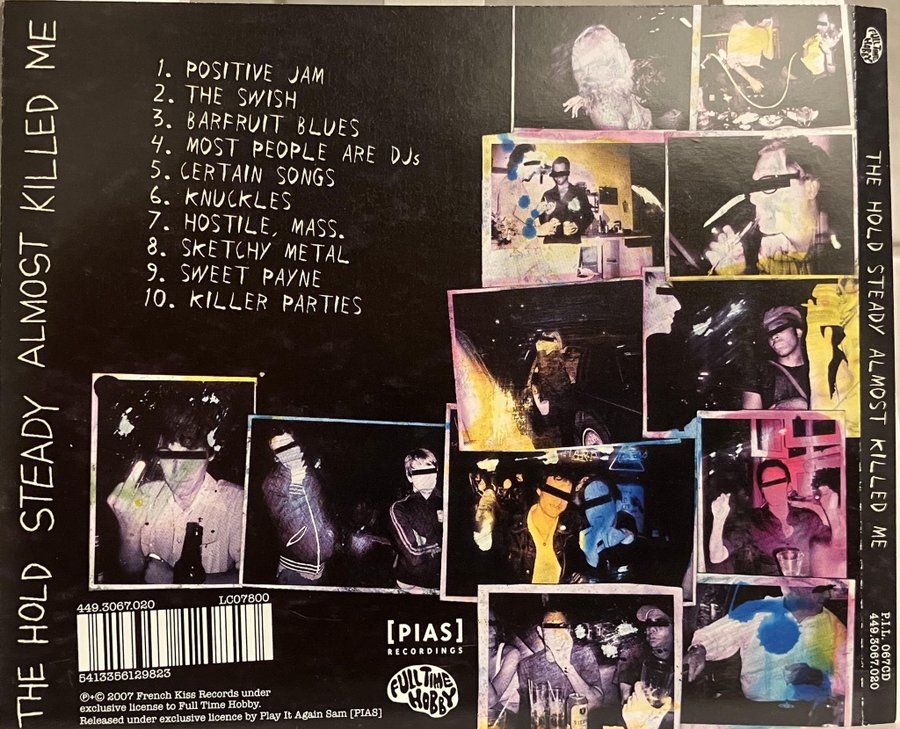 THE HOLD STEADY ALMOST KILLED ME
1. POSITIVE JAM
2. THE SWISH
3. BARFRUIT BLUES
4. MOST PEOPLE ARE DJs
5. CERTAIN SONGS
6. KNUCKLES
7. HOSTILE, MASS.
8. SKETCHY METAL
9. SWEET PAYNE
10. KILLER PARTIES
449.3067.020 LC07800
5413356129823
℗+© 2007 French Kiss Records under
exclusive license to Full Time Hobby.
Released under exclusive licence by Play It Again Sam [PIAS]
[PIAS]
RECORDINGS
FULL TIME
HOBBY
FULL TIME
HOBBY
THE HOLD STEADY ALMOST KILLED ME
P.I.L. 067CD
449.3067.020